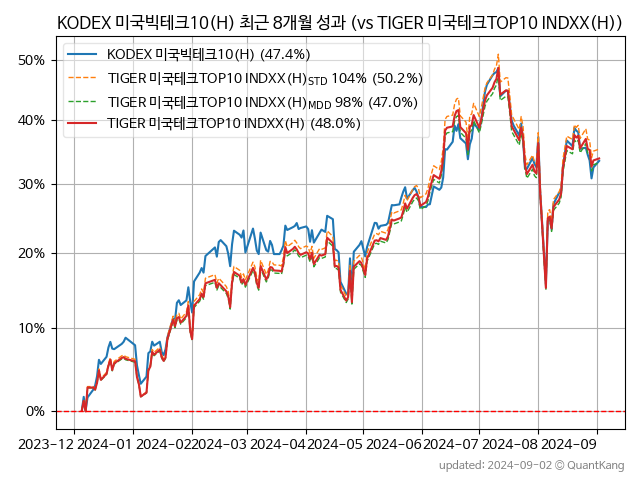 KODEX 미국빅테크10(H) 최근 8개월 성과 (vs TIGER 미국테크TOP10 INDXX(H))
KODEX 미국빅테크10(H) (47.4%)
TIGER 미국테크TOP10 INDXX(H)STD 104% (50.2%)
TIGER 미국테크TOP10 INDXX(H)MDD 98% (47.0%)
TIGER 미국테크TOP10 INDXX(H) (48.0%)
50%
40%
30%
20%
10%
0%
2023-12 2024-01 2024-02 2024-03 2024-04 2024-05 2024-06 2024-07 2024-08 2024-09
updated: 2024-09-02 © QuantKang